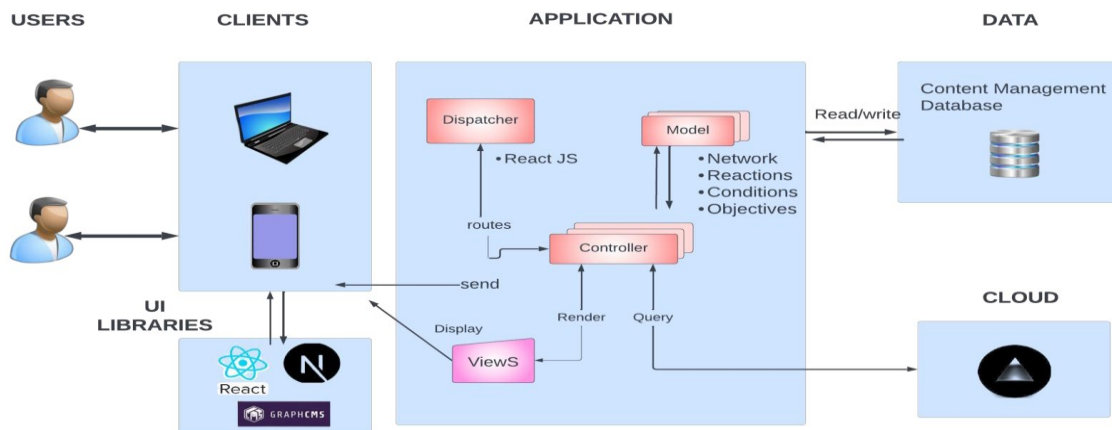 USERS
CLIENTS
APPLICATION
DATA
Dispatcher
• React JS
Model
• Network
• Reactions
• Conditions
• Objectives
Read/write
Content Management
Database
routes
Controller
send
Render
Query
Display
ViewS
UI
LIBRARIES
React
N
GRAPHCMS
CLOUD